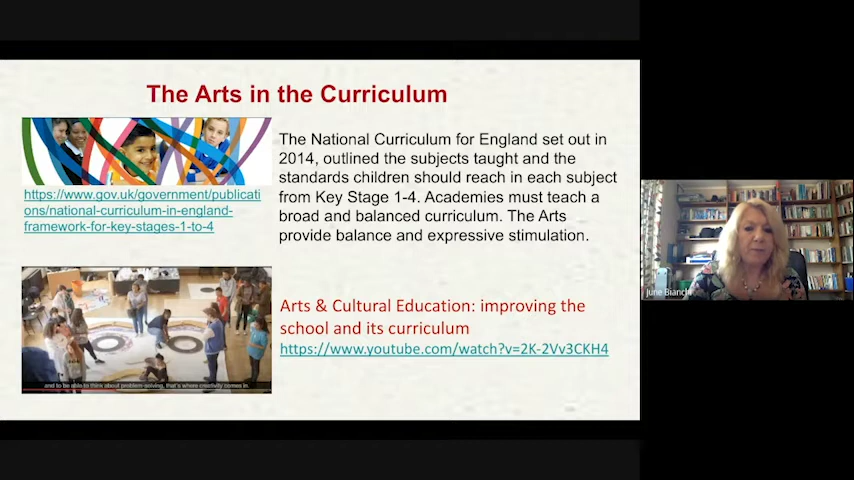 The Arts in the Curriculum
The National Curriculum for England set out in
2014, outlined the subjects taught and the
standards children should reach in each subject
from Key Stage 1-4. Academies must teach a
broad and balanced curriculum. The Arts
provide balance and expressive stimulation.
https://www.gov.uk/government/publicati
ons/national-curriculum-in-england-
framework-for-key-stages-1-to-4
Arts & Cultural Education: improving the
school and its curriculum
https://www.youtube.com/watch?v=2K-2Vv3CKH4
and to be able to think about problem-solving, that's where creativity comes in.
June Bianchi